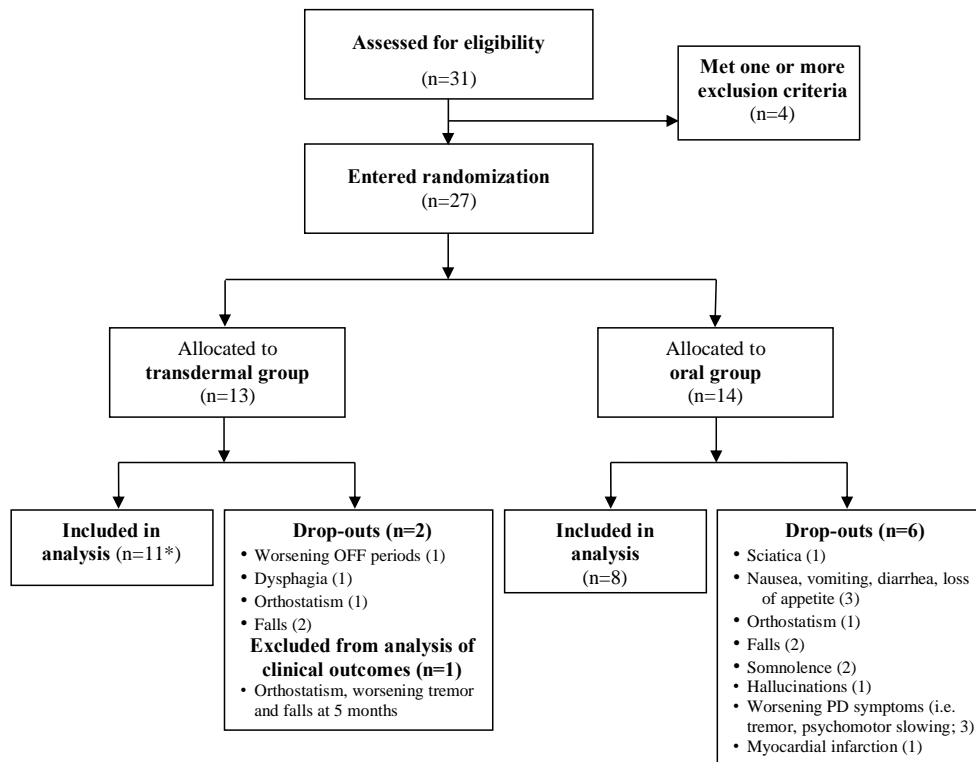 Assessed for eligibility
(n=31)
Met one or more
exclusion criteria
(n=4)
Entered randomization
(n=27)
Allocated to
transdermal group
(n=13)
Allocated to
oral group
(n=14)
Included in
analysis (n=11*)
Drop-outs (n=2)
• Worsening OFF periods (1)
• Dysphagia (1)
• Orthostatism (1)
• Falls (2)
Excluded from analysis of
clinical outcomes (n=1)
• Orthostatism, worsening tremor
and falls at 5 months
Included in
analysis
(n=8)
Drop-outs (n=6)
• Sciatica (1)
• Nausea, vomiting, diarrhea, loss
of appetite (3)
• Orthostatism (1)
• Falls (2)
• Somnolence (2)
• Hallucinations (1)
• Worsening PD symptoms (i.e.
tremor, psychomotor slowing; 3)
• Myocardial infarction (1)